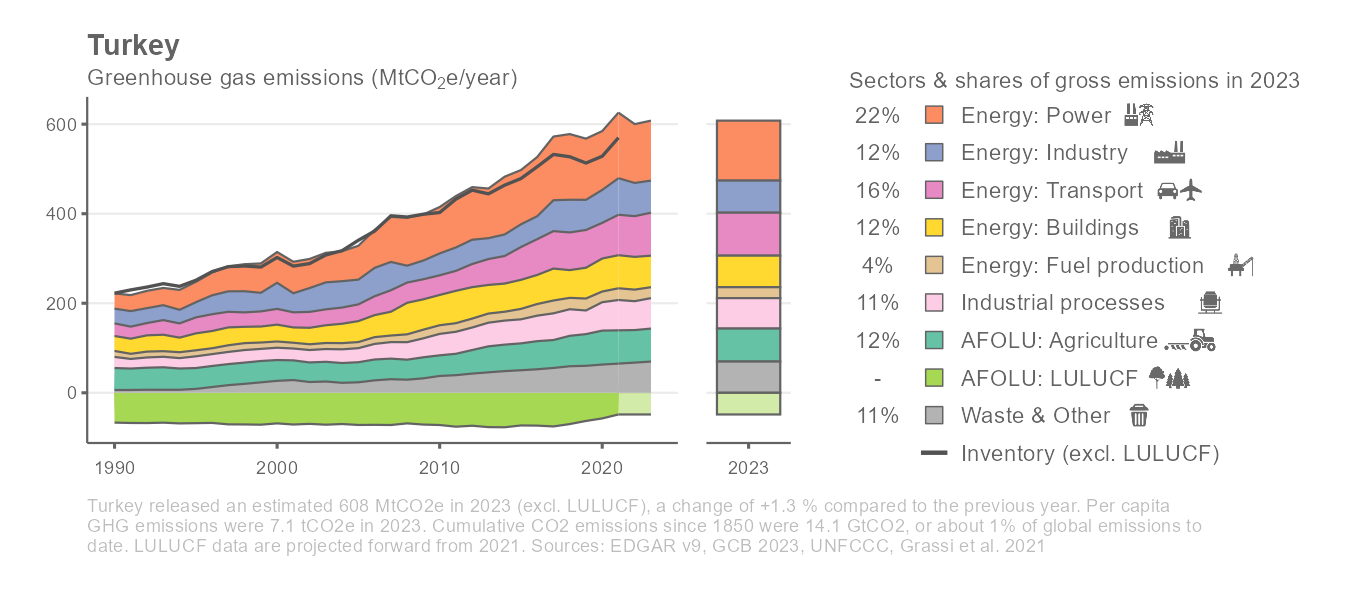 Turkey
Greenhouse gas emissions (MtCO₂e/year)
600
400
200
0
1990
2000
2010
2020
2023
Sectors & shares of gross emissions in 2023
22% Energy: Power
12% Energy: Industry
16% Energy: Transport
12% Energy: Buildings
4% Energy: Fuel production
11% Industrial processes
12% AFOLU: Agriculture
- AFOLU: LULUCF
11% Waste & Other
Inventory (excl. LULUCF)
Turkey released an estimated 608 MtCO2e in 2023 (excl. LULUCF), a change of +1.3 % compared to the previous year. Per capita
GHG emissions were 7.1 tCO2e in 2023. Cumulative CO2 emissions since 1850 were 14.1 GtCO2, or about 1% of global emissions to
date. LULUCF data are projected forward from 2021. Sources: EDGAR v9, GCB 2023, UNFCCC, Grassi et al. 2021